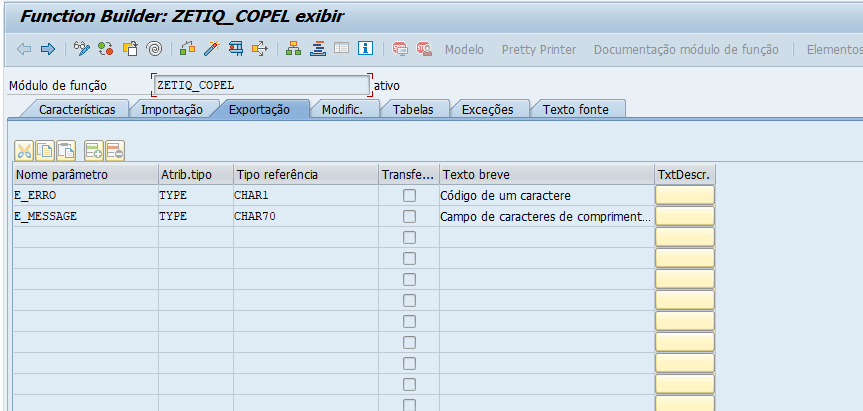 Function Builder: ZETIQ_COPEL exibir
Modelo Pretty Printer Documentação módulo de função Elementos
Módulo de função ZETIQ_COPEL ativo
Características Importação Exportação Modific. Tabelas Exceções Texto fonte
Nome parâmetro Atrib.tipo Tipo referência Transfe... Texto breve TxtDescr.
E_ERRO TYPE CHAR1 Código de um caractere
E_MESSAGE TYPE CHAR70 Campo de caracteres de compriment...